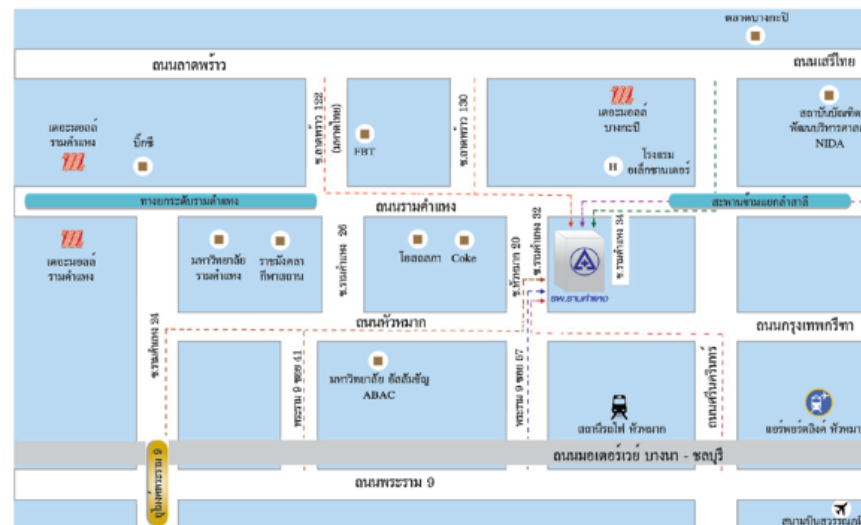 ตลาดบางกะปิ
ถนนลาดพร้าว
ถนนเสรีไทย
ซ.ลาดพร้าว 122
(มหาดไทย)
ซ.ลาดพร้าว 130
เดอะมอลล์
รามคำแหง
บิ๊กซี
FBT
เดอะมอลล์
บางกะปิ
โรงแรม
อเล็กซานเดอร์
H
สถาบันบัณฑิต
พัฒนบริหารศาส
NIDA
ทางยกระดับรามคำแหง
ถนนรามคำแหง
สะพานข้ามแยกลำสาลี
เดอะมอลล์
รามคำแหง
มหาวิทยาลัย
รามคำแหง
ราชมังคลา
กีฬาสถาน
ซ.รามคำแหง 26
โอสถสภา
Coke
ซ.หัวหมาก 20
ซ.รามคำแหง 32
ซ.รามคำแหง 34
รพ.รามคำแหง
ซ.รามคำแหง 24
ถนนหัวหมาก
ถนนกรุงเทพกรีฑา
พระราม 9 ซอย 41
มหาวิทยาลัย อัสสัมชัญ
ABAC
พระราม 9 ซอย 57
สถานีรถไฟ หัวหมาก
ถนนศรีนครินทร์
แอร์พอร์ตลิงค์ หัวหมา
ถนนมอเตอร์เวย์ บางนา - ชลบุรี
อุโมงค์พระราม 9
ถนนพระราม 9
สนามบินสุวรรณภู